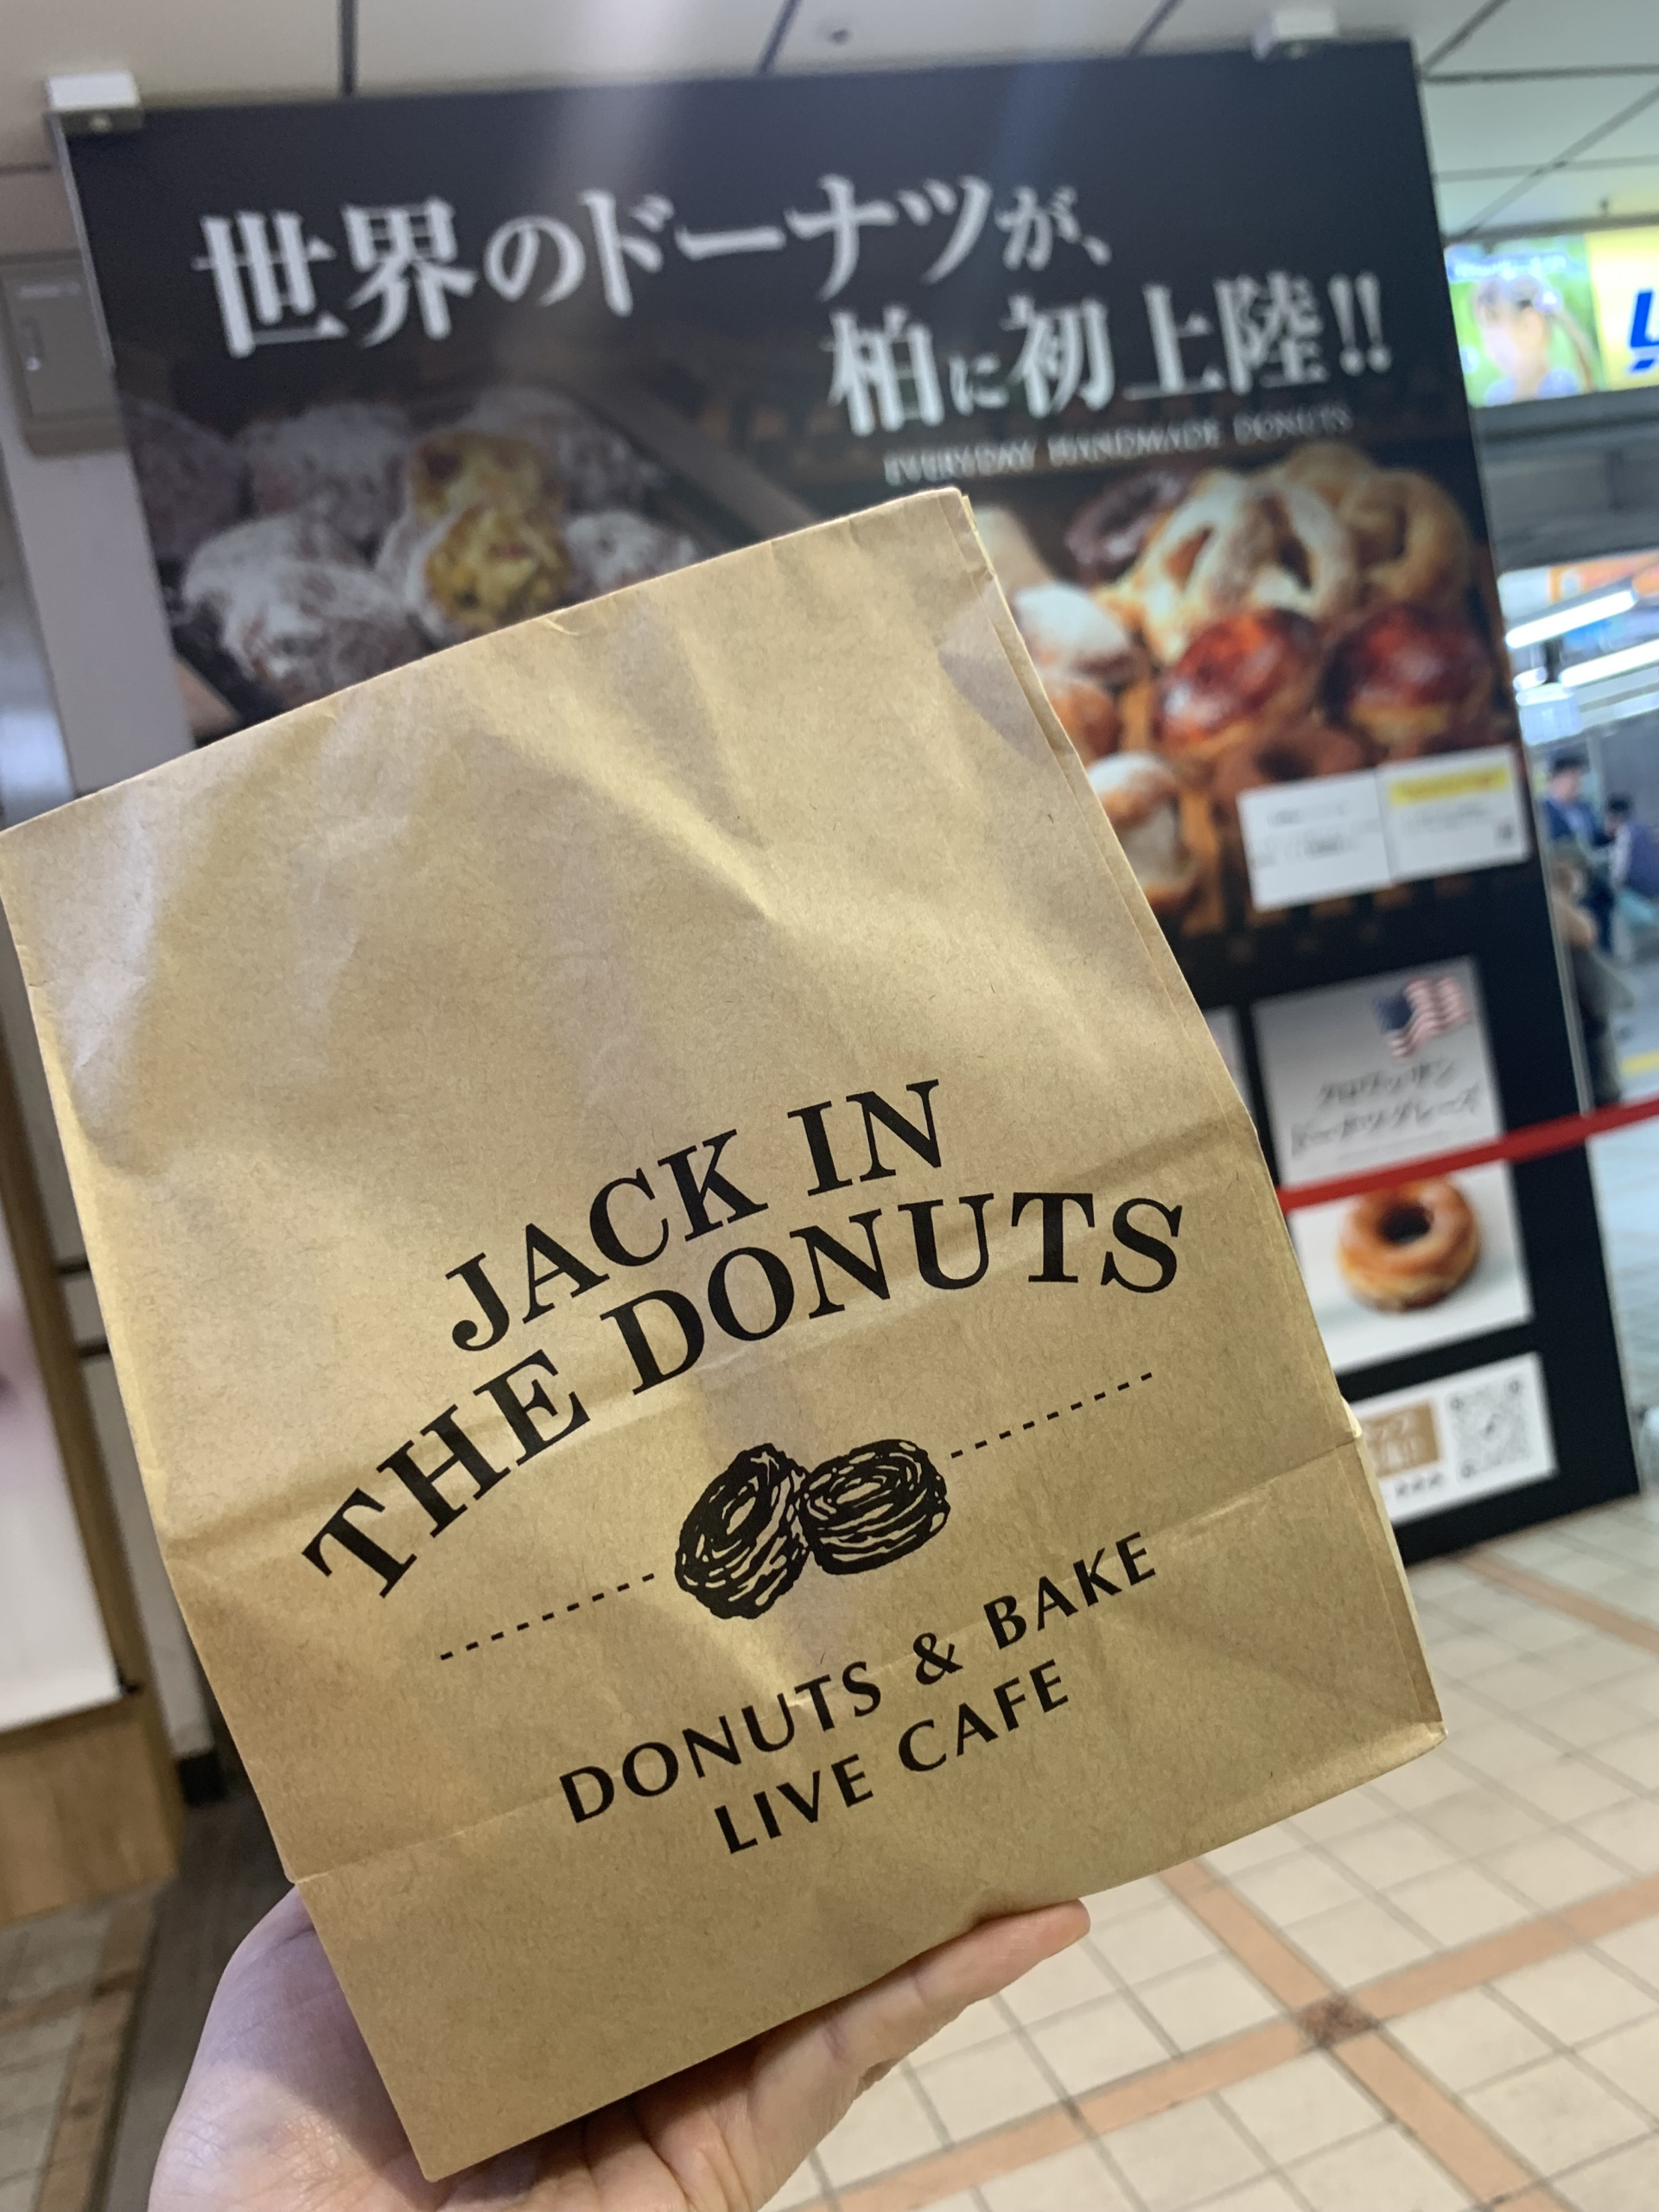 世界のドーナツが、
柏に初上陸!!
EVERYDAY HANDMADE DONUTS
JACK IN
THE DONUTS
DONUTS & BAKE
LIVE CAFE
クロワッサン
ドーナツグレーズ